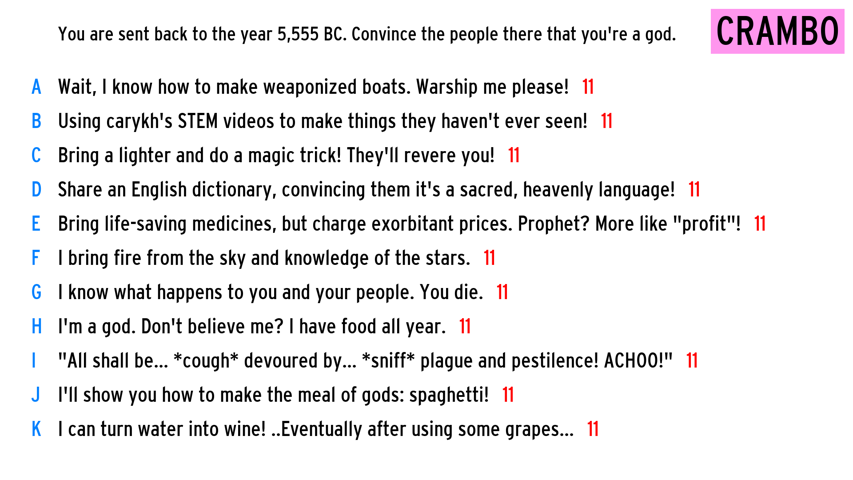 You are sent back to the year 5,555 BC. Convince the people there that you're a god.
CRAMBO
A Wait, I know how to make weaponized boats. Warship me please! 11
B Using carykh's STEM videos to make things they haven't ever seen! 11
C Bring a lighter and do a magic trick! They'll revere you! 11
D Share an English dictionary, convincing them it's a sacred, heavenly language! 11
E Bring life-saving medicines, but charge exorbitant prices. Prophet? More like "profit"! 11
F I bring fire from the sky and knowledge of the stars. 11
G I know what happens to you and your people. You die. 11
H I'm a god. Don't believe me? I have food all year. 11
I "All shall be... *cough* devoured by... *sniff* plague and pestilence! ACHOO!" 11
J I'll show you how to make the meal of gods: spaghetti! 11
K I can turn water into wine! ..Eventually after using some grapes... 11